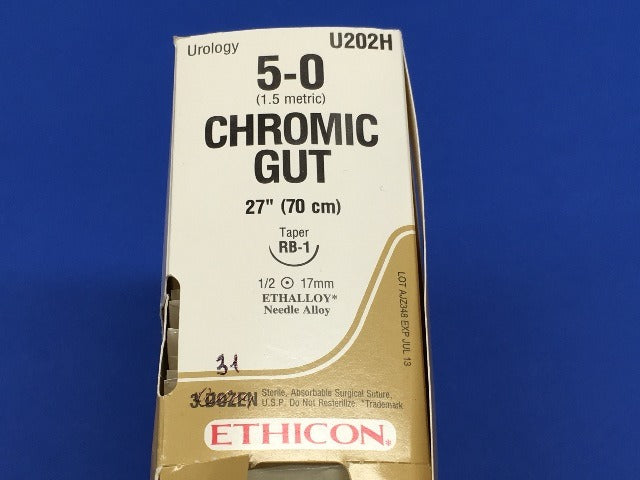 Urology
U202H
5-0
(1.5 metric)
CHROMIC
GUT
27" (70 cm)
Taper
RB-1
1/2 17mm
ETHALLOY*
Needle Alloy
LOT AJZ348 EXP JUL 13
31
3 DOZEN
Sterile, Absorbable Surgical Suture,
U.S.P. Do Not Resterilize. *Trademark
ETHICON*